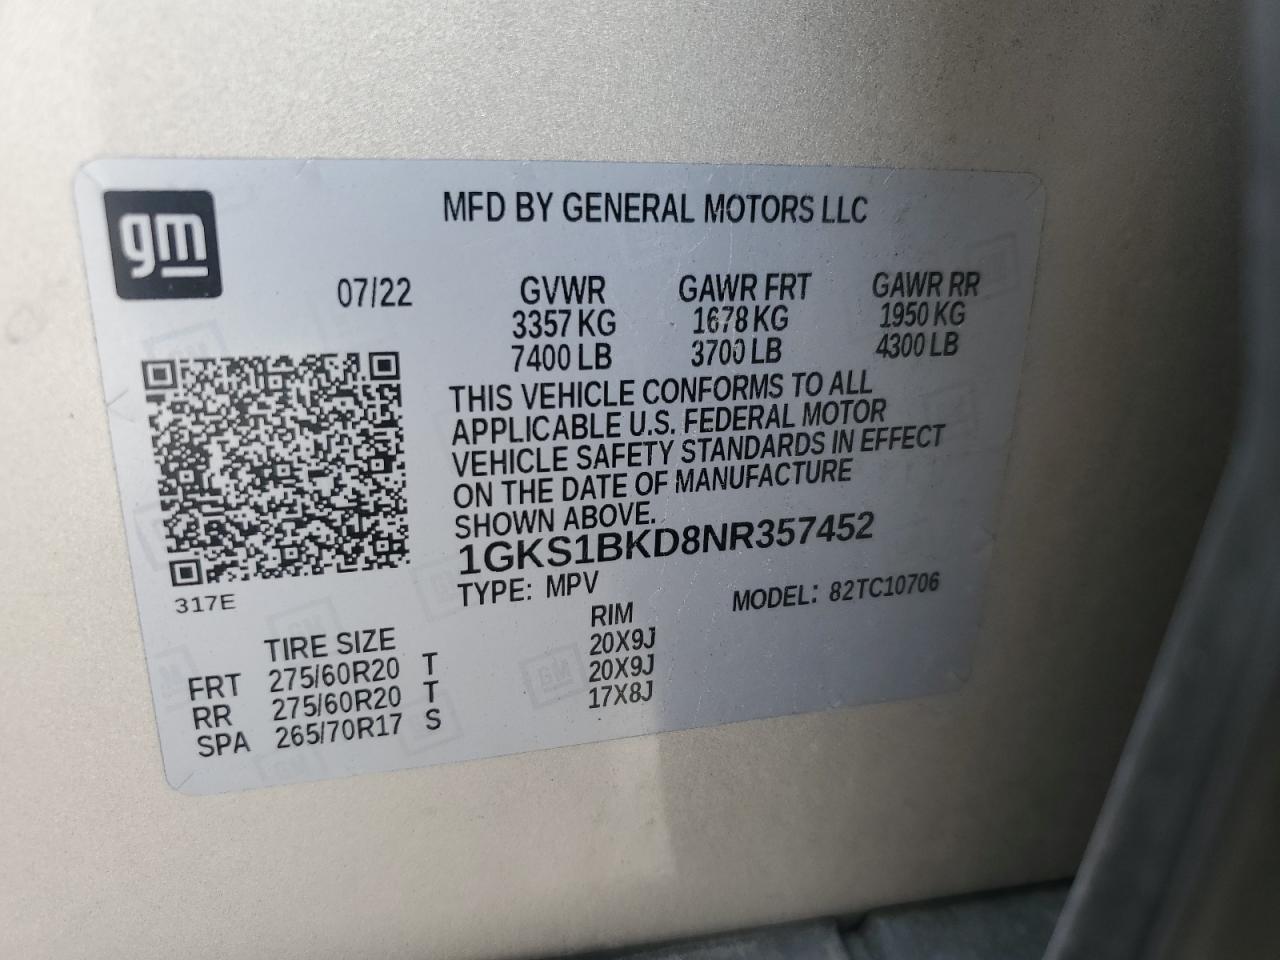 gm
MFD BY GENERAL MOTORS LLC
07/22 GVWR GAWR FRT GAWR RR
3357 KG 1678 KG 1950 KG
7400 LB 3700 LB 4300 LB
THIS VEHICLE CONFORMS TO ALL
APPLICABLE U.S. FEDERAL MOTOR
VEHICLE SAFETY STANDARDS IN EFFECT
ON THE DATE OF MANUFACTURE
SHOWN ABOVE.
1GKS1BKD8NR357452
TYPE: MPV MODEL: 82TC10706
317E
TIRE SIZE RIM
FRT 275/60R20 T 20X9J
RR 275/60R20 T 20X9J
SPA 265/70R17 S 17X8J